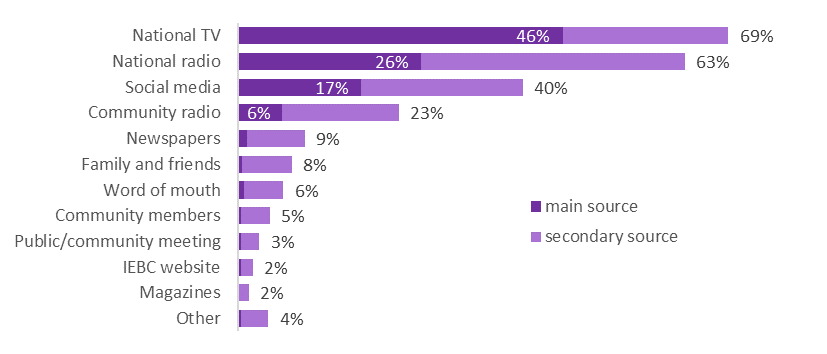 National TV 46% 69%
National radio 26% 63%
Social media 17% 40%
Community radio 6% 23%
Newspapers 9%
Family and friends 8%
Word of mouth 6%
Community members 5%
Public/community meeting 3%
IEBC website 2%
Magazines 2%
Other 4%
main source
secondary source